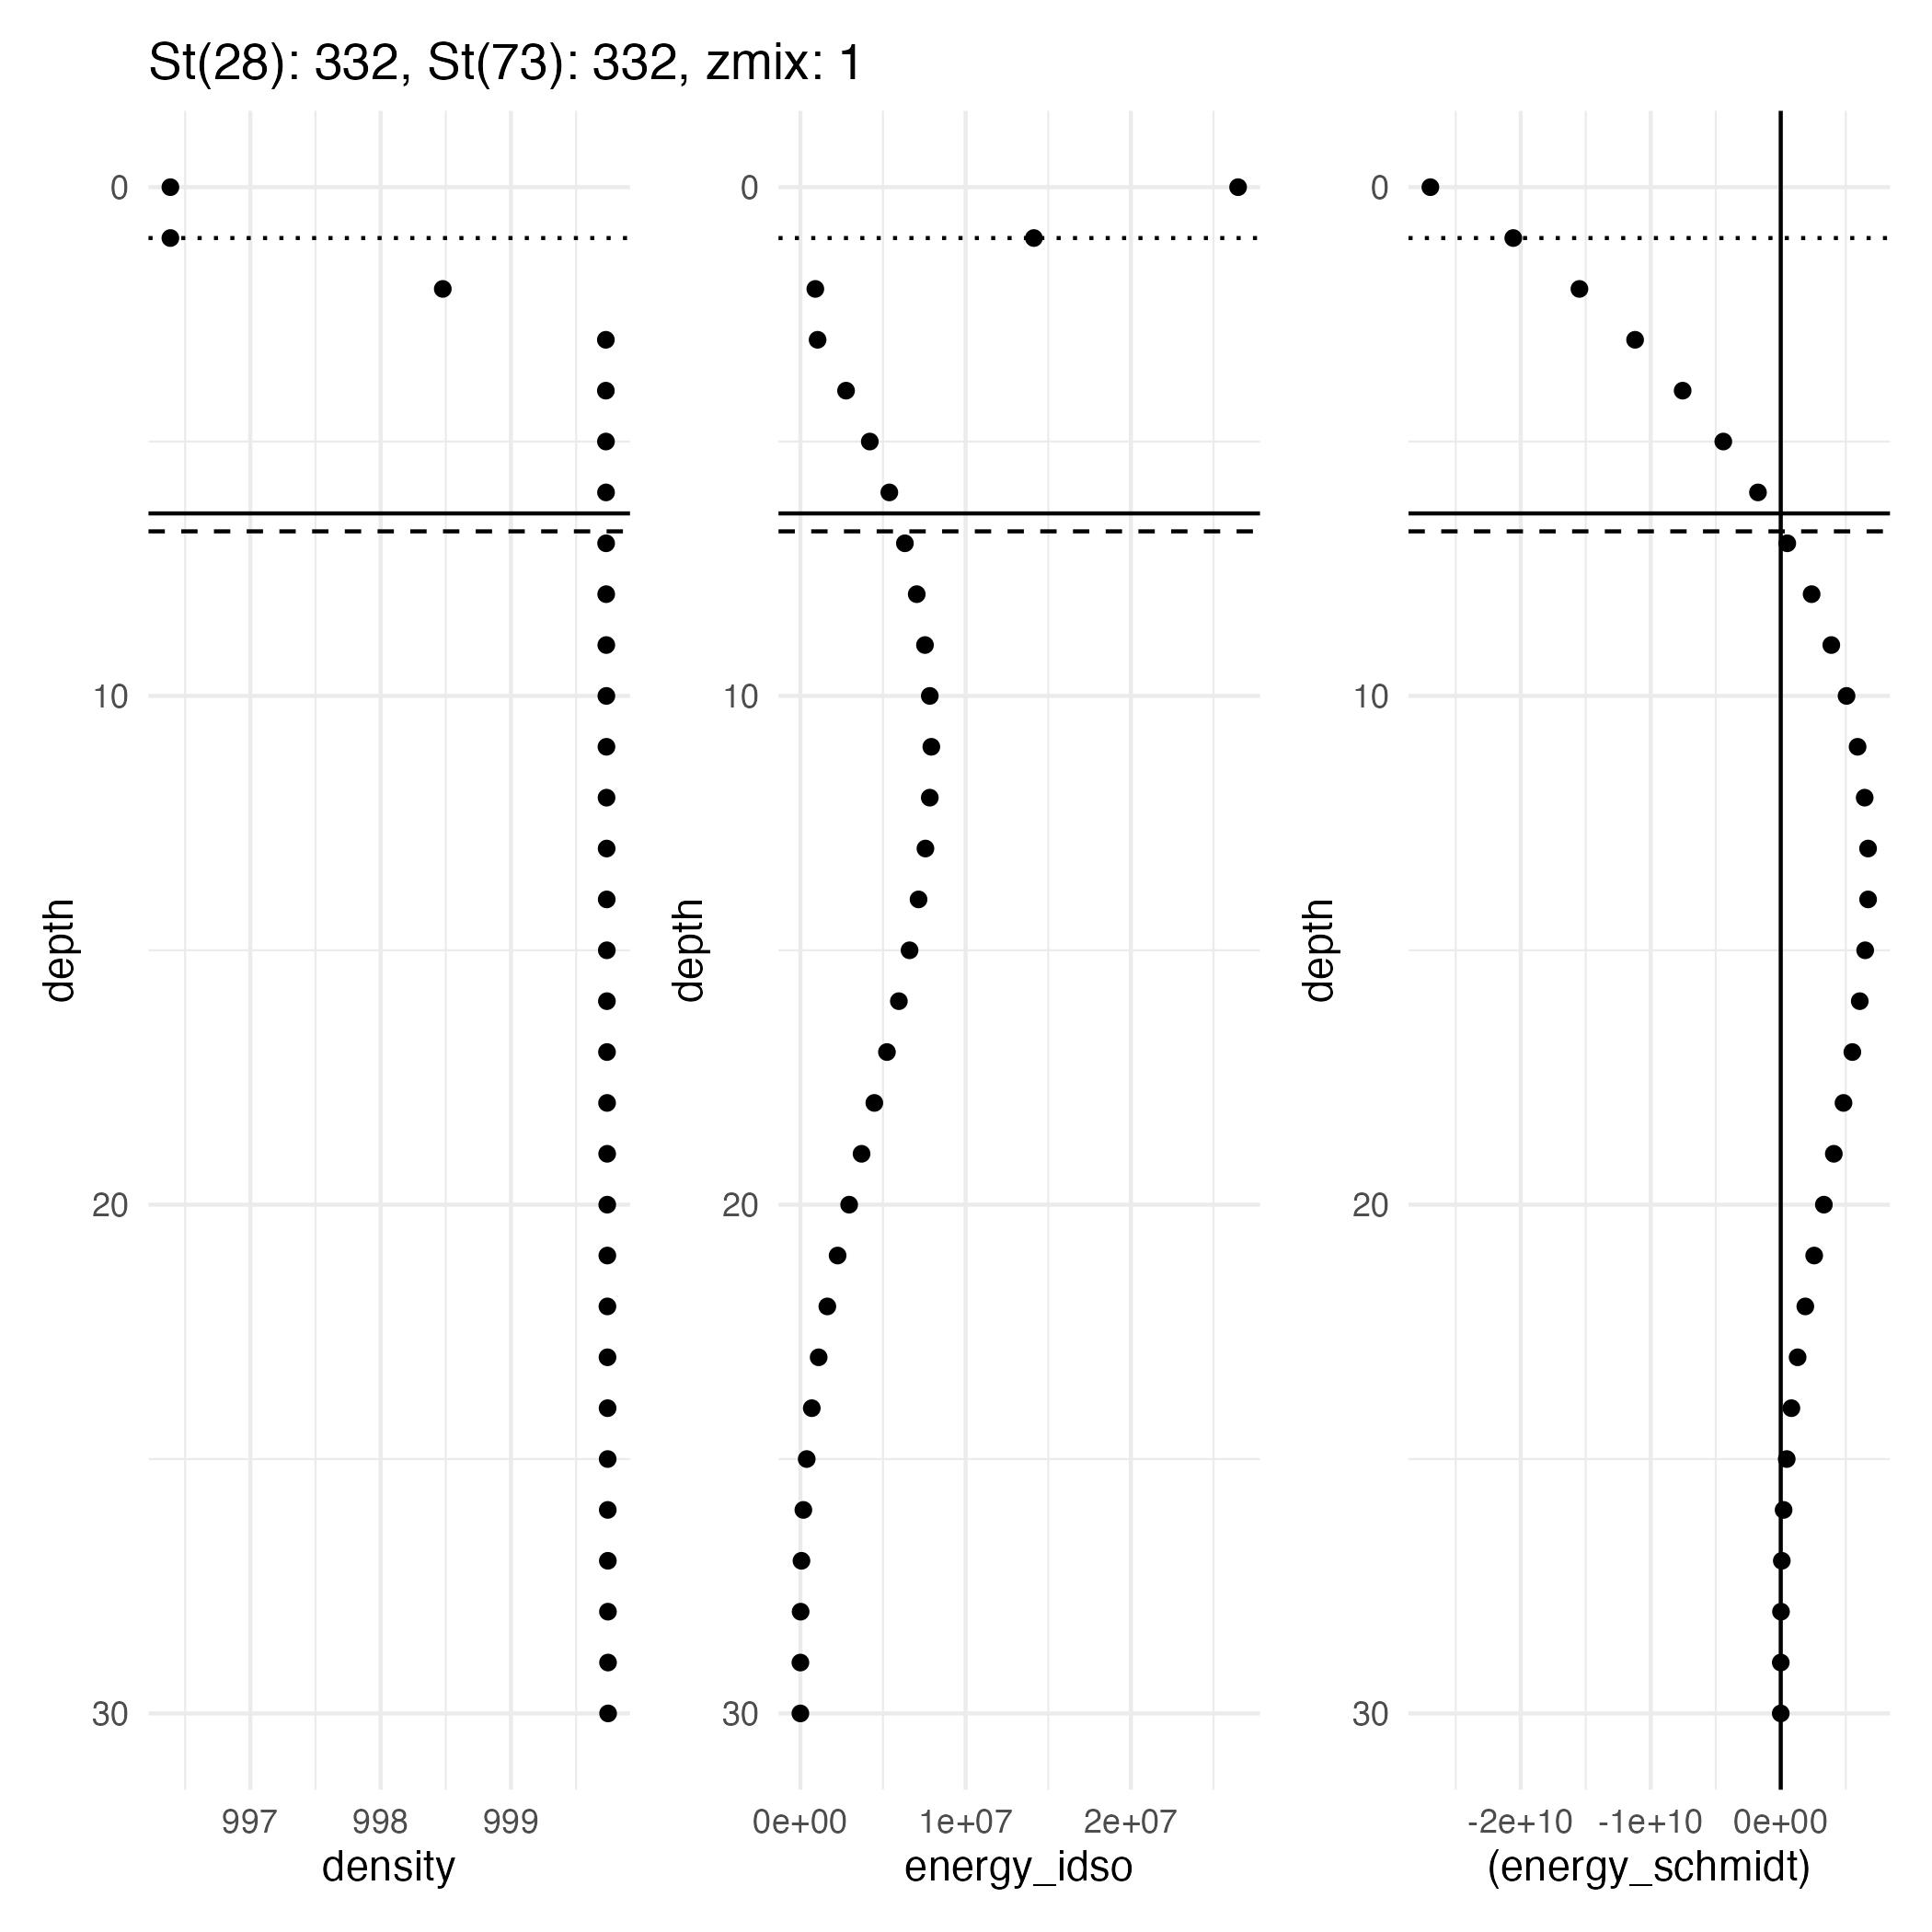 St(28): 332, St(73): 332, zmix: 1
0
10
20
30
depth
997 998 999
density
0
10
20
30
depth
0e+00 1e+07 2e+07
energy_idso
0
10
20
30
depth
-2e+10 -1e+10 0e+00
(energy_schmidt)